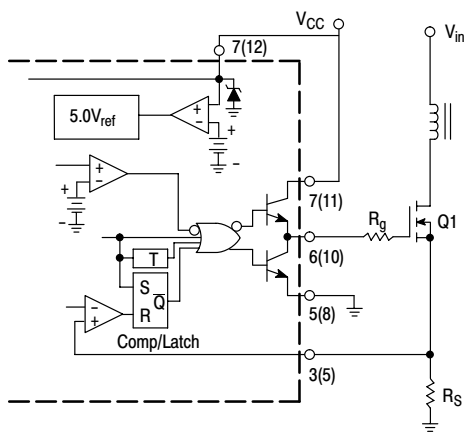 V_CC
V_in
7(12)
5.0V_ref
+
−
+
−
+
−
+
−
7(11)
R_g
Q1
6(10)
T
S
Q̅
R
−
+
5(8)
Comp/Latch
3(5)
R_S